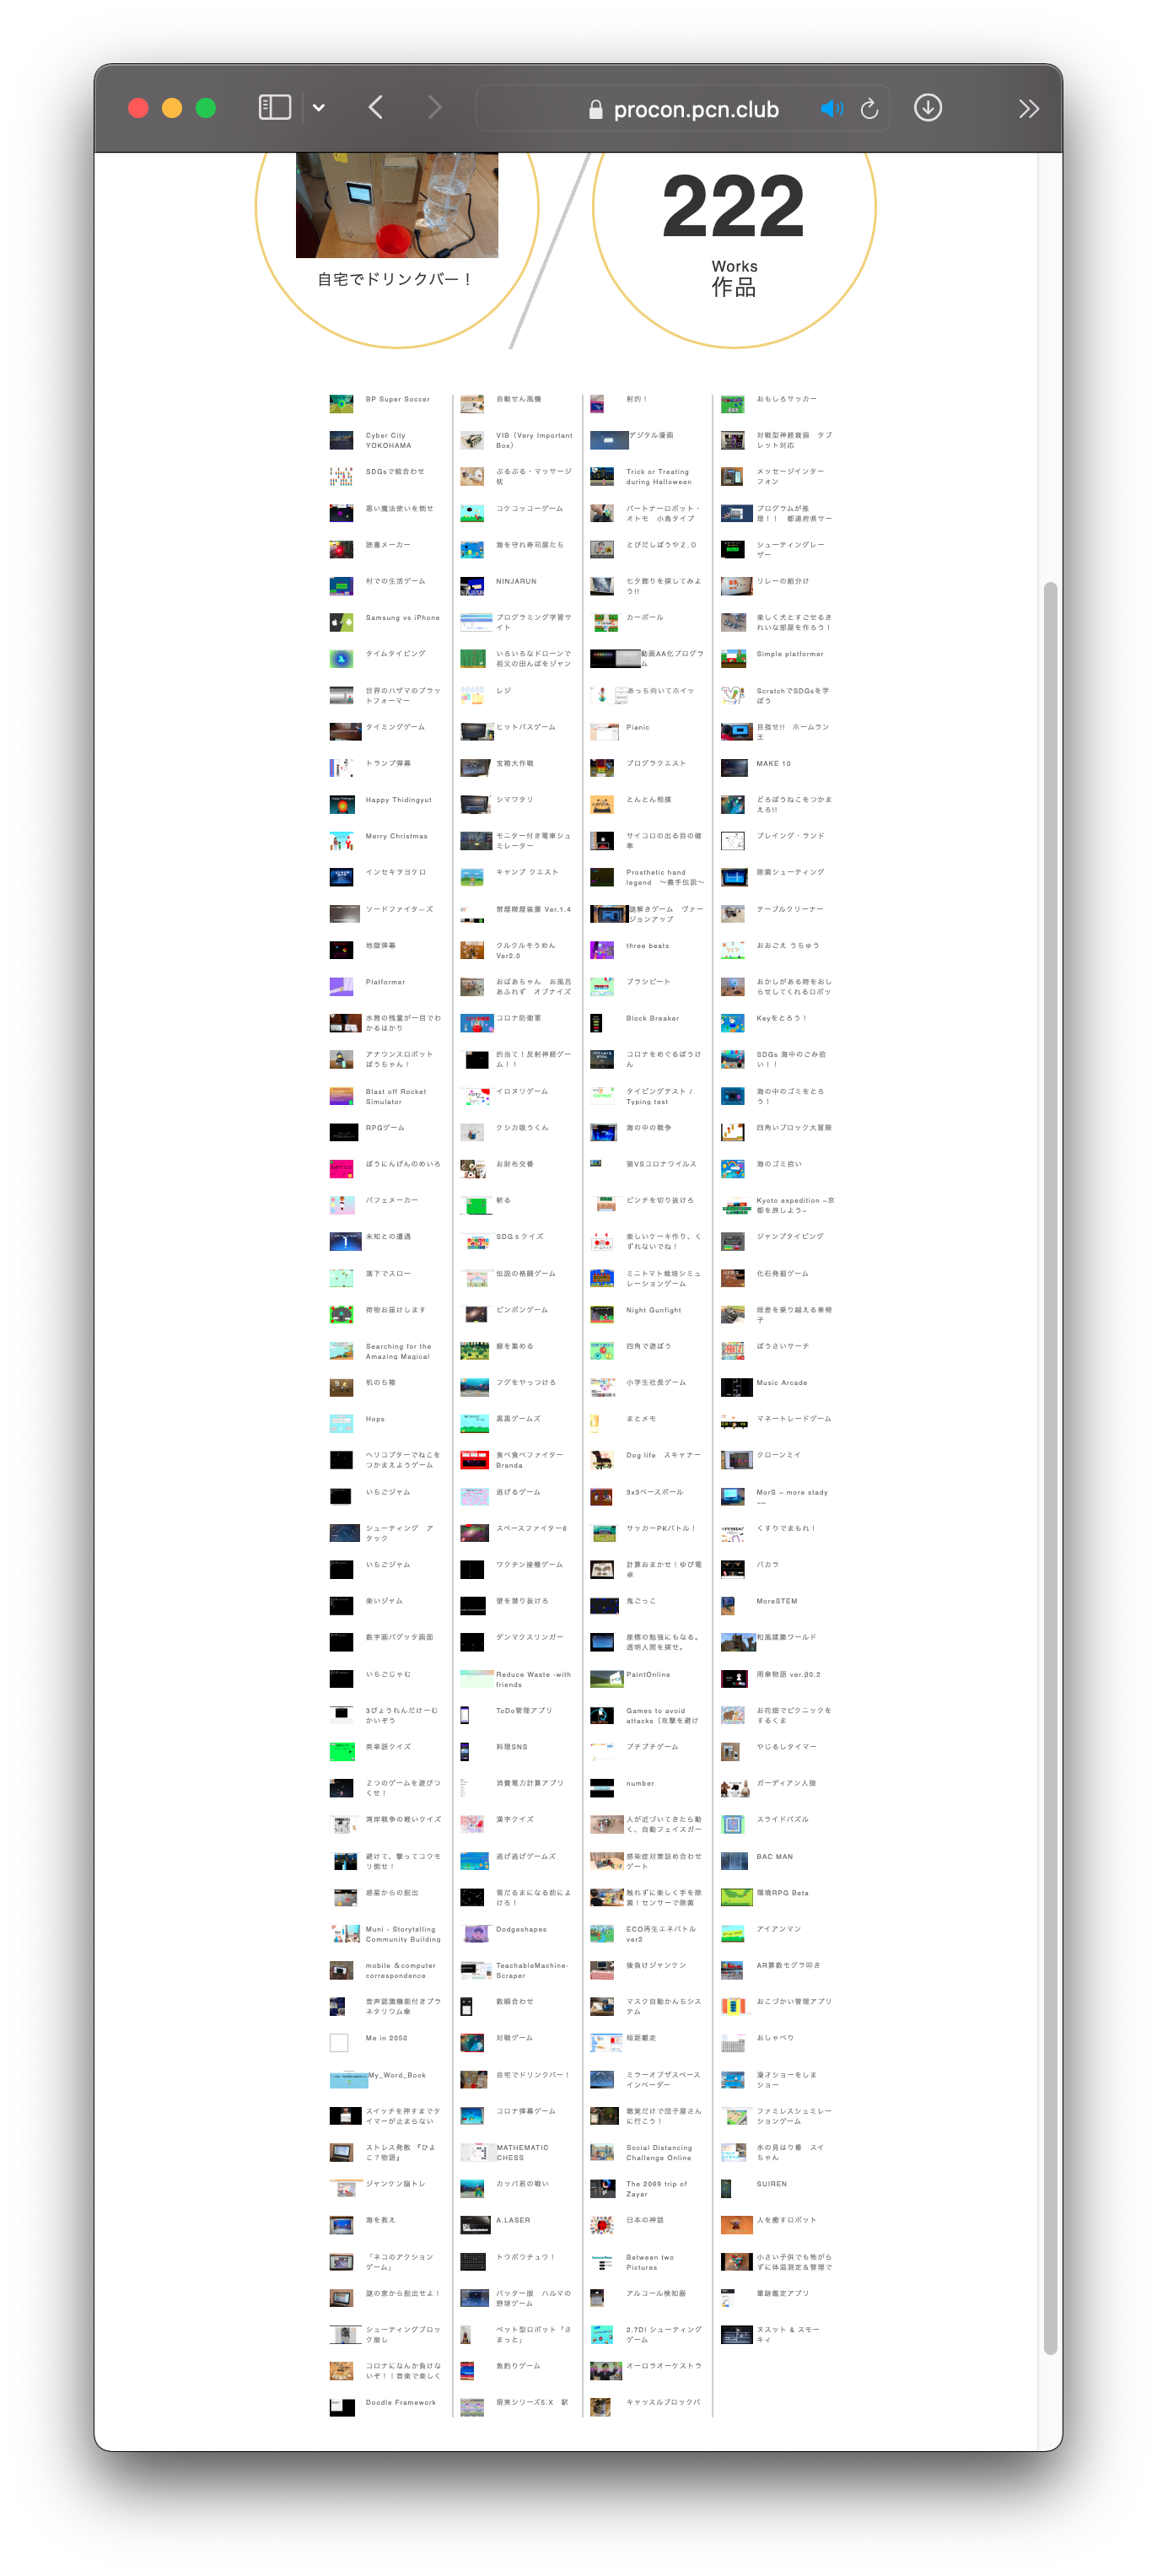 procon.pcn.club
自宅でドリンクバー！
222
Works
作品
BP Super Soccer
Cyber City
YOKOHAMA
SDGsで絵合わせ
悪い魔法使いを倒せ
読書メーカー
村での生活ゲーム
Samsung vs iPhone
タイムタイピング
世界のハザマのプラッ
トフォーマー
タイミングゲーム
トランプ弾幕
Happy Thidingyut
Merry Christmas
インセキヲヨケロ
ソードファイターズ
地獄弾幕
Platformer
水筒の残量が一目でわ
かるはかり
アナウンスロボット
ぼうちゃん！
Blast off Rocket
Simulator
RPGゲーム
ぼうにんげんのめいろ
パフェメーカー
未知との遭遇
落下でスロー
荷物お届けします
Searching for the
Amazing Magical
机のち箱
Hops
ヘリコプターでねこを
つかまえようゲーム
いちごジャム
シューティング　ア
タック
いちごジャム
楽いジャム
数字画パグッタ画面
いちごじゃむ
3びょうれんだけーむ
かいぞう
英単語クイズ
２つのゲームを遊びつ
くせ！
湾岸戦争の軽いクイズ
避けて、撃ってコウモ
リ倒せ！
惑星からの脱出
Muni - Storytelling
Community Building
mobile &computer
correspondence
音声認識機能付きプラ
ネタリウム傘
Me in 2050
My_Word_Book
スイッチを押すまでタ
イマーが止まらない
ストレス発散 『ひよ
こ？物語』
ジャンケン脳トレ
海を救え
「ネコのアクション
ゲーム」
謎の家から脱出せよ！
シューティングブロッ
ク崩し
コロナになんか負けな
いぞ！！音楽で楽しく
Doodle Framework
自動せん風機
VIB（Very Important
Box）
ぶるぶる・マッサージ
枕
コケコッコーゲーム
海を守れ寿司屋たち
NINJARUN
プログラミング学習サ
イト
いろいろなドローンで
祖父の田んぼをジャン
レジ
ヒットパスゲーム
宝箱大作戦
シマワタリ
モニター付き電車シュ
ミレーター
キャンプ クエスト
禁煙喫煙装置 Ver.1.4
クルクルそうめん
Ver2.0
おばあちゃん　お風呂
あふれず　オブナイズ
コロナ防衛軍
的当て！反射神経ゲー
ム！！
イロヌリゲーム
ケシカ吸うくん
お財布交番
斬る
SDGｓクイズ
伝説の格闘ゲーム
ピンポンゲーム
緑を集める
フグをやっつけろ
黒裏ゲームズ
食べ食べファイター
Branda
逃げるゲーム
スペースファイター6
ワクチン接種ゲーム
壁を潜り抜けろ
ダンマクスリンガー
Reduce Waste -with
friends
ToDo管理アプリ
料理SNS
消費電力計算アプリ
漢字クイズ
逃げ逃げゲームズ
雪だるまになる前によ
けろ！
Dodgeshapes
TeachableMachine-
Scraper
数順合わせ
対戦ゲーム
自宅でドリンクバー！
コロナ弾幕ゲーム
MATHEMATIC
CHESS
カッパ君の戦い
A.LASER
トウボウチュウ！
バッター版　ハルマの
野球ゲーム
ペット型ロボット「さ
まっと」
魚釣りゲーム
現実シリーズ5.X　駅
射的！
デジタル漫画
Trick or Treating
during Halloween
パートナーロボット・
オトモ　小鳥タイプ
とびだしぼうや２.０
七夕飾りを探してみよ
う!!
カーボール
動画AA化プログラ
ム
あっち向いてホイッ
Pianic
プログラクエスト
とんとん相撲
サイコロの出る目の確
率
Prosthetic hand
legend　～義手伝説～
謎解きゲーム　ヴァー
ジョンアップ
three beats
ブラシビート
Block Breaker
コロナをめぐるぼうけ
ん
タイピングテスト /
Typing test
海の中の戦争
猫VSコロナウイルス
ピンチを切り抜けろ
楽しいケーキ作り、く
ずれないでね！
ミニトマト栽培シミュ
レーションゲーム
Night Gunfight
四角で遊ぼう
小学生社長ゲーム
まとメモ
Dog life　スキャナー
3x3ベースボール
サッカーPKバトル！
計算おまかせ！ゆび電
卓
鬼ごっこ
座標の勉強にもなる。
透明人間を探せ。
PaintOnline
Games to avoid
attacks（攻撃を避け
プチプチゲーム
number
人が近づいてきたら動
く、自動フェイスガー
感染症対策詰め合わせ
ゲート
触れずに楽しく手を除
菌！センサーで除菌
ECO再生エネバトル
ver2
後負けジャンケン
マスク自動かんちシス
テム
短距離走
ミラーオブザスペース
インベーダー
聴覚だけで団子屋さん
に行こう！
Social Distancing
Challenge Online
The 2069 trip of
Zayar
日本の神話
Between two
Pictures
アルコール検知器
2.7D! シューティング
ゲーム
オーロラオーケストラ
キャッスルブロックパ
おもしろサッカー
対戦型神経衰弱　タブ
レット対応
メッセージインター
フォン
プログラムが推
理！！　都道府県サー
シューティングレー
ザー
リレーの組分け
楽しく犬とすごせるき
れいな部屋を作ろう！
Simple platformer
ScratchでSDGsを学
ぼう
目指せ!!　ホームラン
王
MAKE 10
どろぼうねこをつかま
えろ!!
プレイング・ランド
除菌シューティング
テーブルクリーナー
おおごえ うちゅう
おかしがある時をおし
らせしてくれるロボッ
Keyをとろう！
SDGs 海中のごみ拾
い！！
海の中のゴミをとろ
う！
四角いブロック大冒険
海のゴミ拾い
Kyoto expedition ~京
都を旅しよう~
ジャンプタイピング
化石発掘ゲーム
段差を乗り越える車椅
子
ぼうさいサーチ
Music Arcade
マネートレードゲーム
クローンミイ
MorS – more stady
––
くすりでまもれ！
バカラ
MoreSTEM
和風建築ワールド
雨傘物語 ver.β0.2
お花畑でピクニックを
するくま
やじるしタイマー
ガーディアン人狼
スライドパズル
BAC MAN
環境RPG Beta
アイアンマン
AR算数モグラ叩き
おこづかい管理アプリ
おしゃべり
漫才ショーをしま
ショー
ファミレスシュミレー
ションゲーム
水の見はり番　スイ
ちゃん
SUIREN
人を癒すロボット
小さい子供でも怖がら
ずに体温測定＆管理で
筆跡鑑定アプリ
ヌスット & スモー
キィ